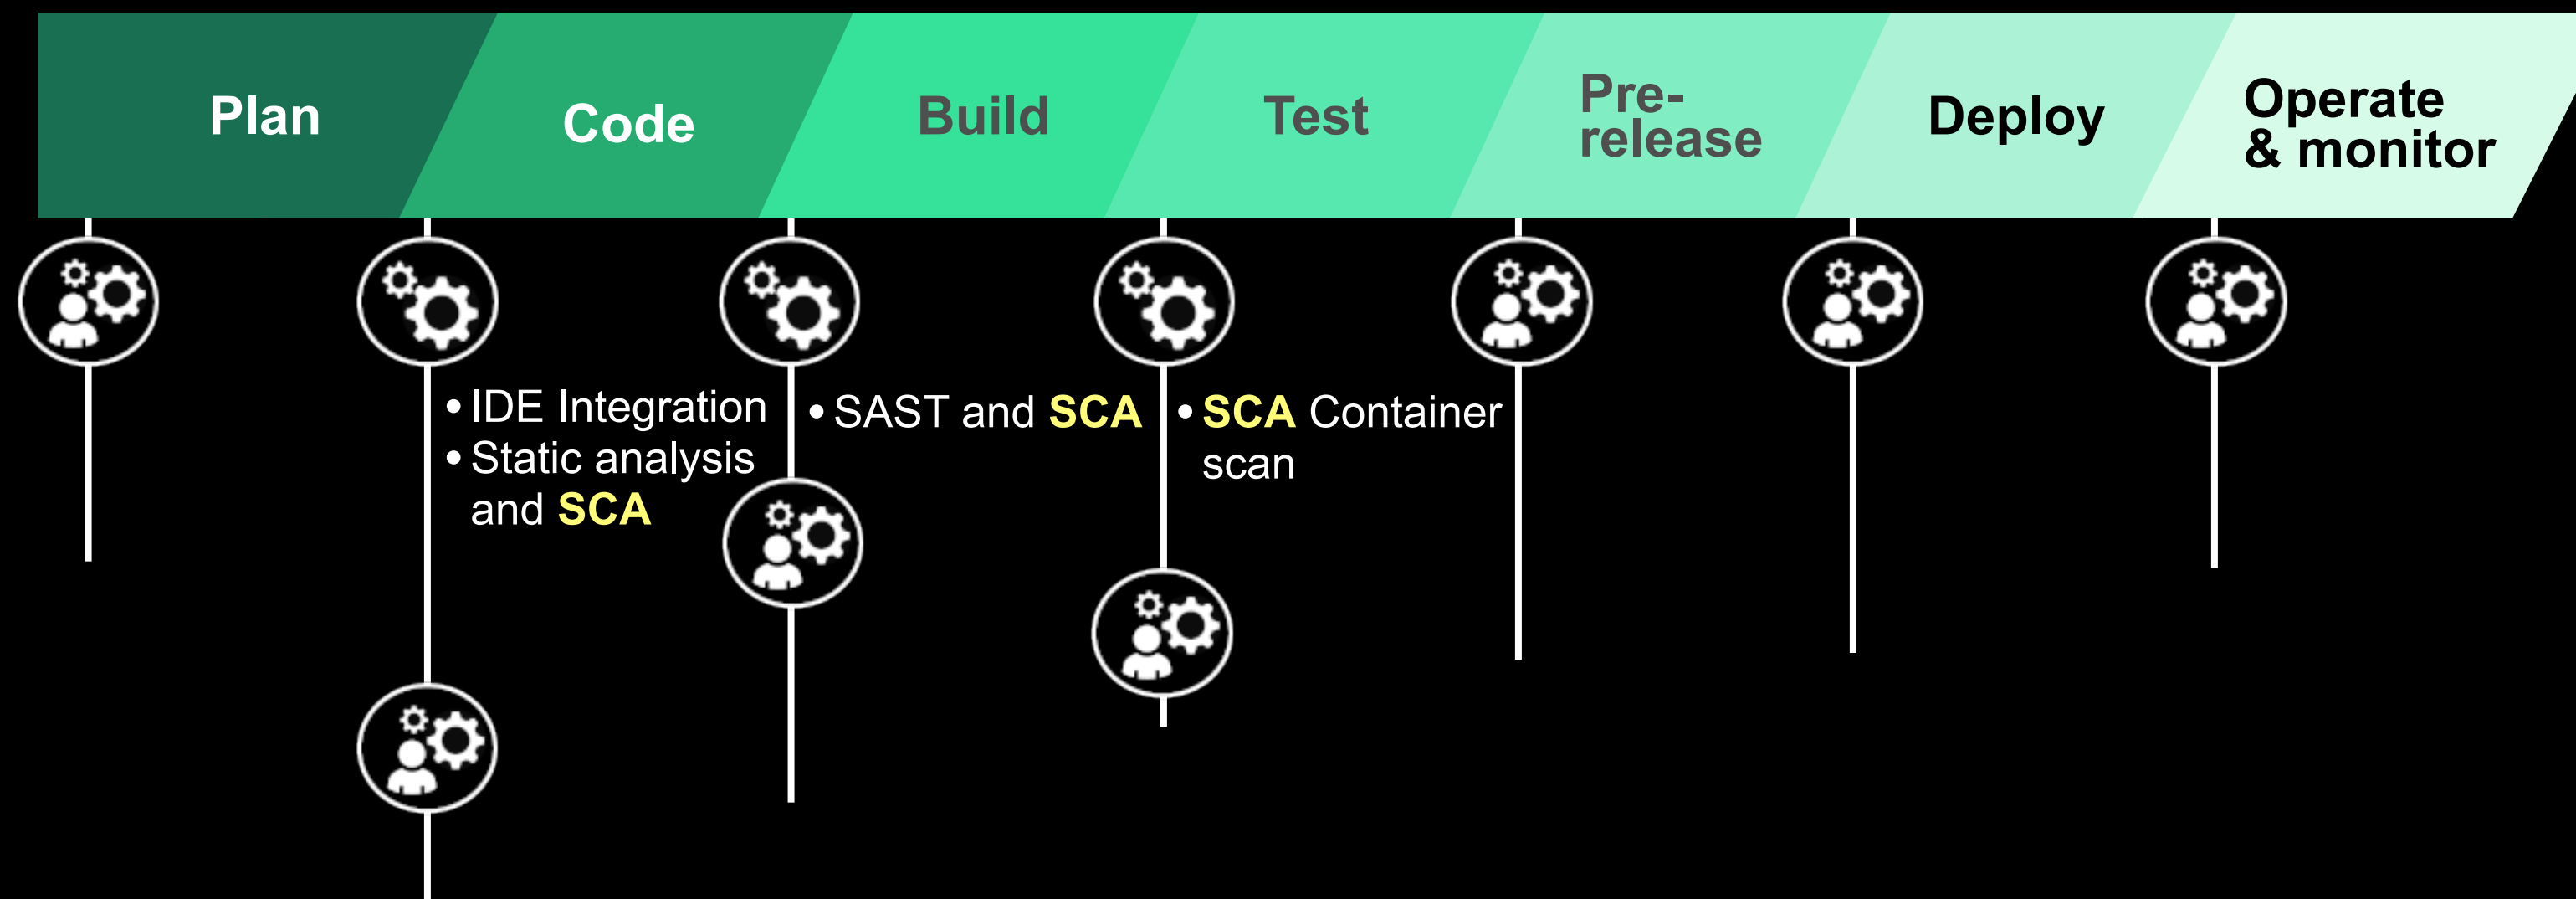 Plan
Code
Build
Test
Pre-
release
Deploy
Operate
& monitor
• IDE Integration
• Static analysis
and SCA
• SAST and SCA
• SCA Container
scan